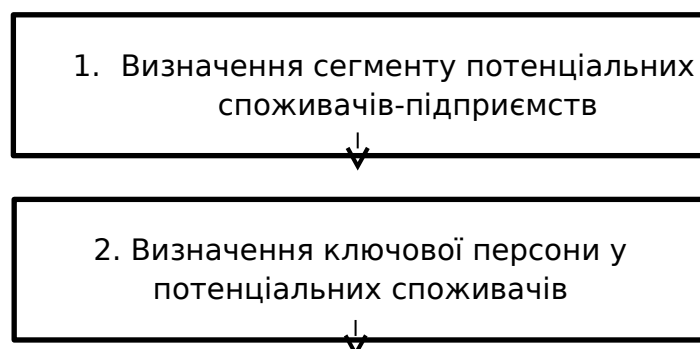 1. Визначення сегменту потенціальних
споживачів-підприємств
2. Визначення ключової персони у
потенціальних споживачів